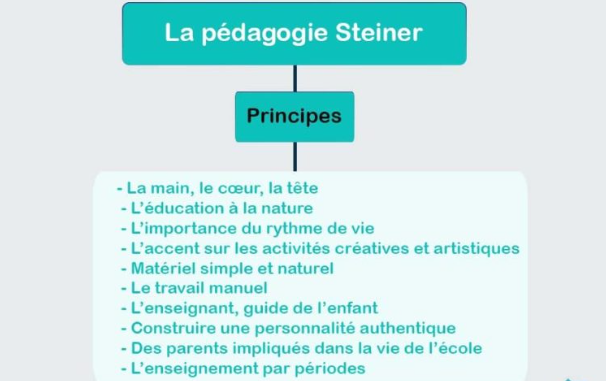 La pédagogie Steiner
Principes
- La main, le cœur, la tête
- L'éducation à la nature
- L'importance du rythme de vie
- L'accent sur les activités créatives et artistiques
- Matériel simple et naturel
- Le travail manuel
- L'enseignant, guide de l'enfant
- Construire une personnalité authentique
- Des parents impliqués dans la vie de l'école
- L'enseignement par périodes